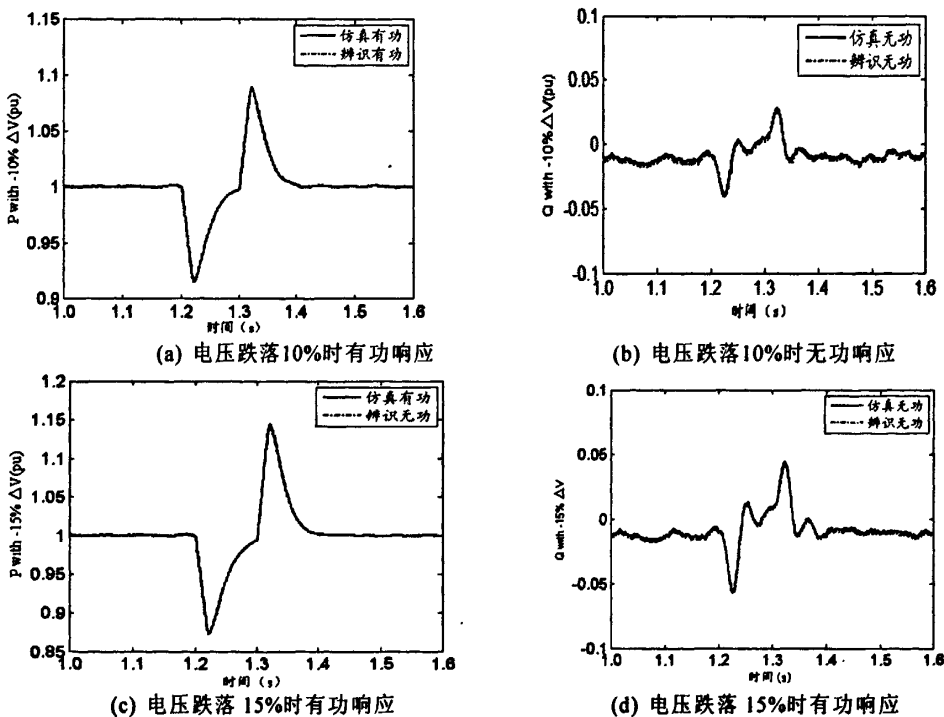 1.15
1.1
1.05
1
0.95
0.9
P with -10% △V(pu)
仿真有功
辨识有功
1.0 1.1 1.2 1.3 1.4 1.5 1.6
时间(s)
(a) 电压跌落10%时有功响应
0.1
0.05
0
-0.05
-0.1
Q with -10% △V(pu)
仿真无功
辨识无功
1.0 1.1 1.2 1.3 1.4 1.5 1.6
时间(s)
(b) 电压跌落10%时无功响应
1.2
1.15
1.1
1.05
1
0.95
0.9
0.85
P with -15% △V(pu)
仿真有功
辨识无功
1.0 1.1 1.2 1.3 1.4 1.5 1.6
时间(s)
(c) 电压跌落 15%时有功响应
0.1
0.05
0
-0.05
-0.1
Q with -15% △V
仿真无功
辨识无功
1.0 1.1 1.2 1.3 1.4 1.5 1.6
时间(s)
(d) 电压跌落 15%时有功响应